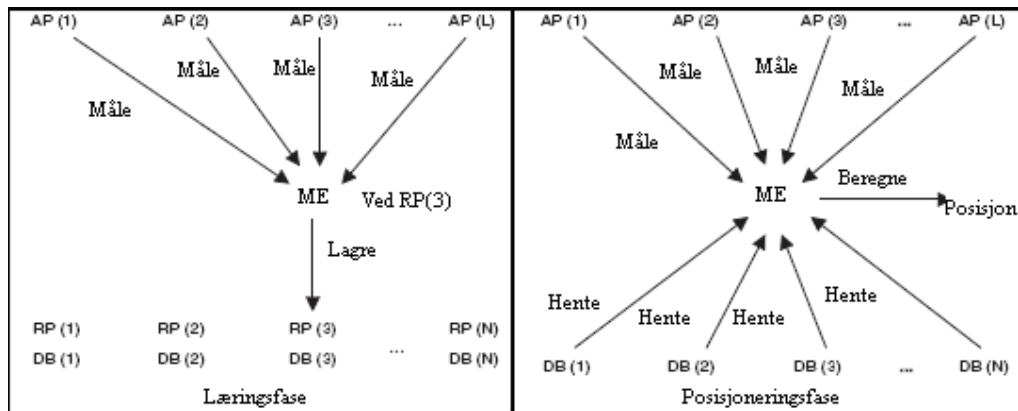 AP (1) AP (2) AP (3) ... AP (L)
Måle
Måle
Måle
Måle
ME Ved RP(3)
Lagre
RP (1) RP (2) RP (3) RP (N)
DB (1) DB (2) DB (3) ... DB (N)
Læringsfase
AP (1) AP (2) AP (3) ... AP (L)
Måle
Måle
Måle
Måle
Beregne
ME
Posisjon
Hente
Hente
Hente
Hente
DB (1) DB (2) DB (3) ... DB (N)
Posisjoneringsfase